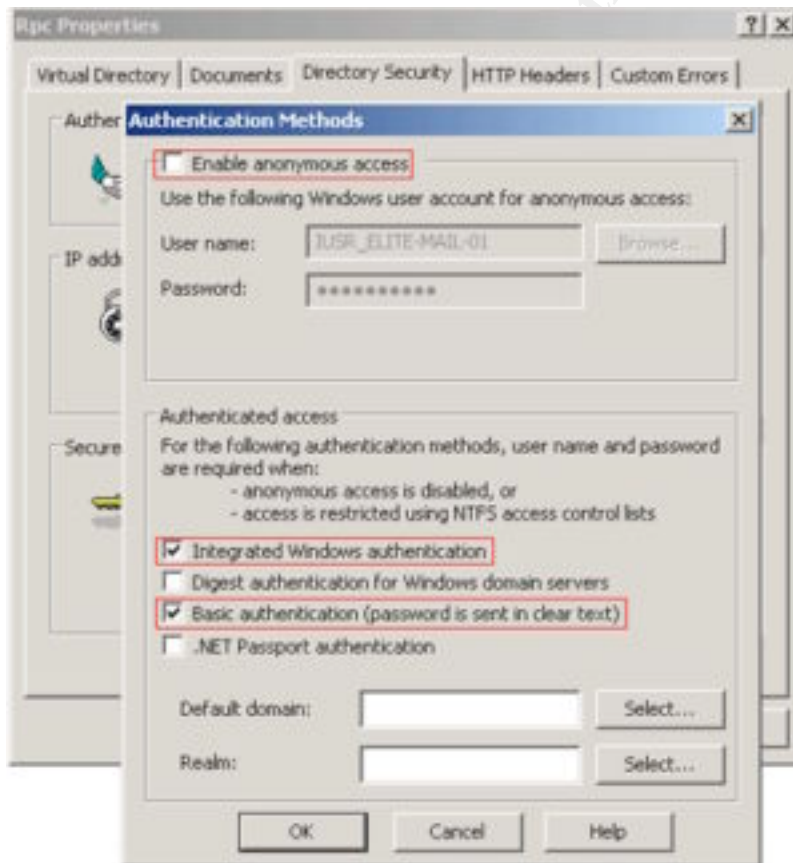 Rpc Properties
Virtual Directory
Documents
Directory Security
HTTP Headers
Custom Errors
Auther
Authentication Methods
Enable anonymous access
Use the following Windows user account for anonymous access:
User name:
IUSR_ELITE-MAIL-01
Browse...
Password:
**********
IP addr
Authenticated access
For the following authentication methods, user name and password
are required when:
- anonymous access is disabled, or
- access is restricted using NTFS access control lists
Secure
Integrated Windows authentication
Digest authentication for Windows domain servers
Basic authentication (password is sent in clear text)
.NET Passport authentication
Default domain:
Select...
Realm:
Select...
OK
Cancel
Help